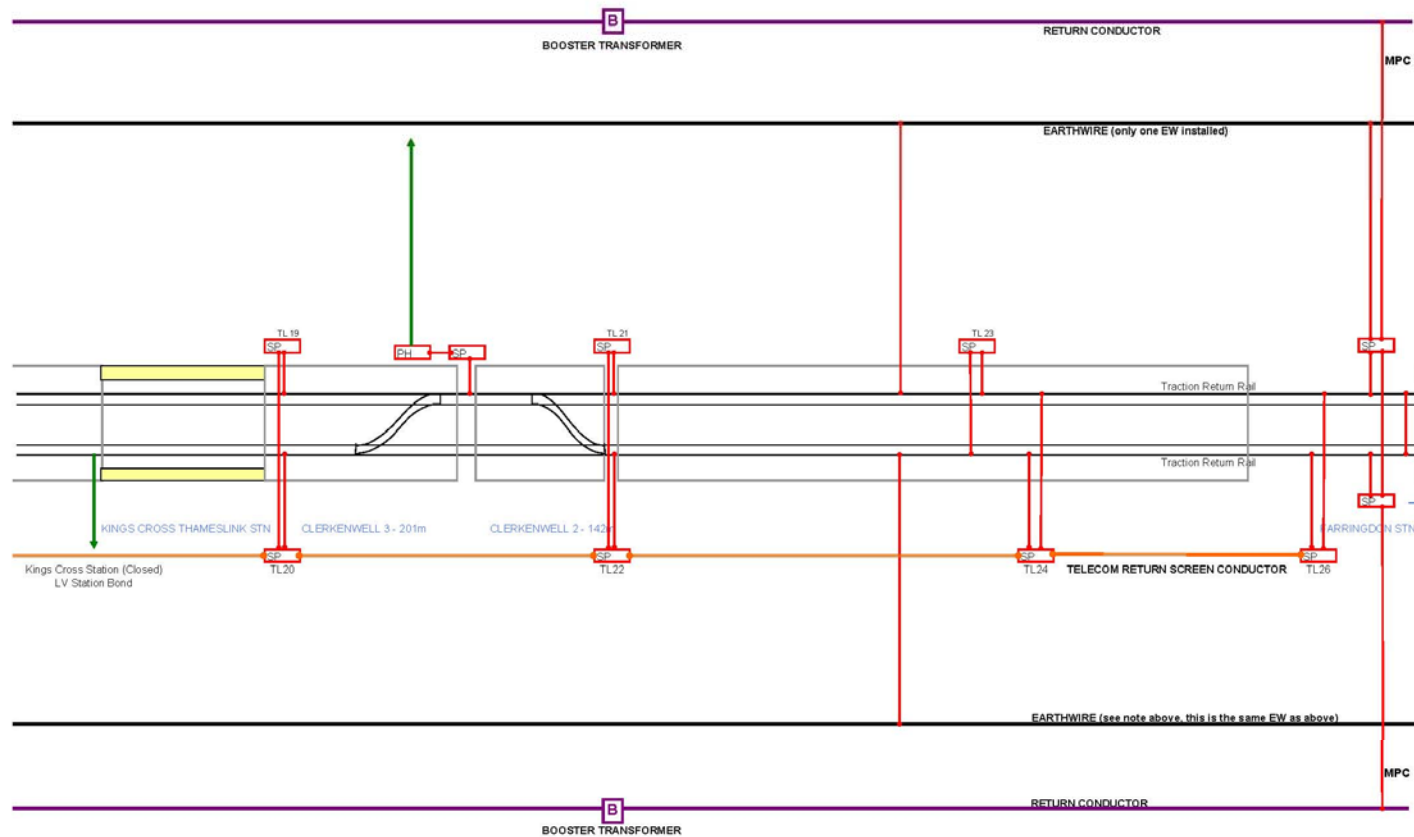 B
BOOSTER TRANSFORMER
RETURN CONDUCTOR
MPC
EARTHWIRE (only one EW installed)
TL 19
SP
PH
SP
TL 21
SP
TL 23
SP
SP
Traction Return Rail
Traction Return Rail
SP
KINGS CROSS THAMESLINK STN
CLERKENWELL 3 - 201m
CLERKENWELL 2 - 142m
FARRINGDON STN
SP
TL20
SP
TL22
SP
TL24
TELECOM RETURN SCREEN CONDUCTOR
SP
TL26
Kings Cross Station (Closed)
LV Station Bond
EARTHWIRE (see note above, this is the same EW as above)
MPC
RETURN CONDUCTOR
B
BOOSTER TRANSFORMER